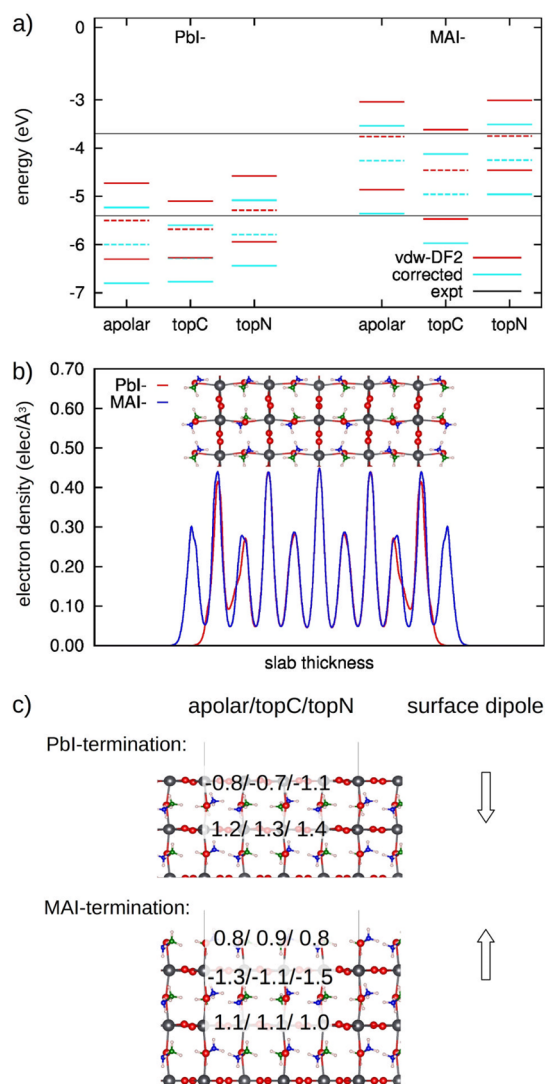 a)
PbI- MAI-
0
-3
-4
-5
-6
-7
energy (eV)
vdw-DF2
corrected
expt
apolar topC topN apolar topC topN
b)
PbI-
MAI-
0.70
0.60
0.50
0.40
0.30
0.20
0.10
0.00
electron density (elec/Å³)
slab thickness
c)
apolar/topC/topN surface dipole
PbI-termination:
-0.8/-0.7/-1.1
1.2/ 1.3/ 1.4
MAI-termination:
0.8/ 0.9/ 0.8
-1.3/-1.1/-1.5
1.1/ 1.1/ 1.0